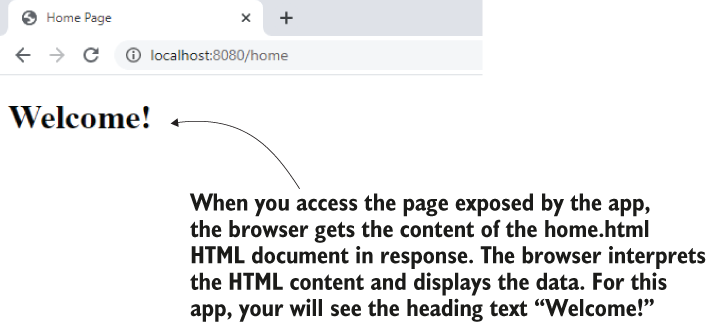 Home Page
localhost:8080/home
Welcome!
When you access the page exposed by the app,
the browser gets the content of the home.html
HTML document in response. The browser interprets
the HTML content and displays the data. For this
app, your will see the heading text “Welcome!”